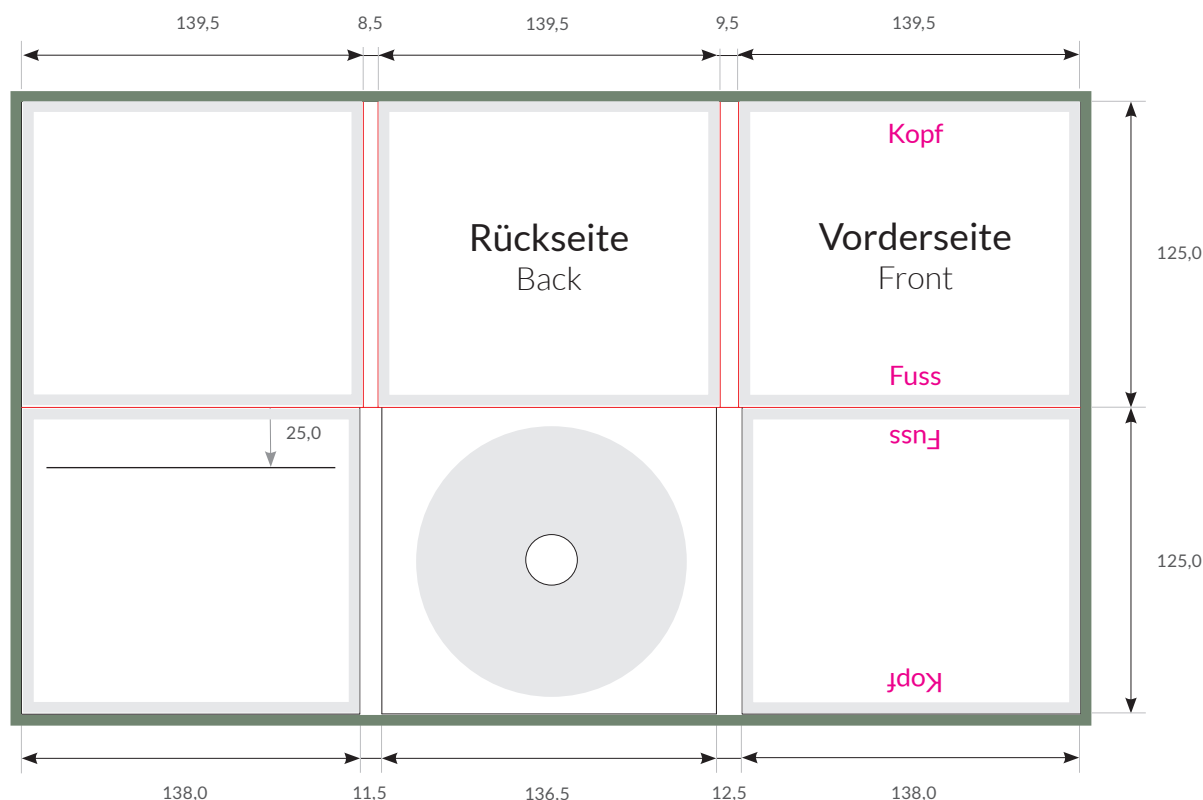 139,5
8,5
139,5
9,5
139,5
Kopf
Rückseite
Back
Vorderseite
Front
125,0
Fuss
25,0
Fuss
125,0
Kopf
138,0
11,5
136,5
12,5
138,0